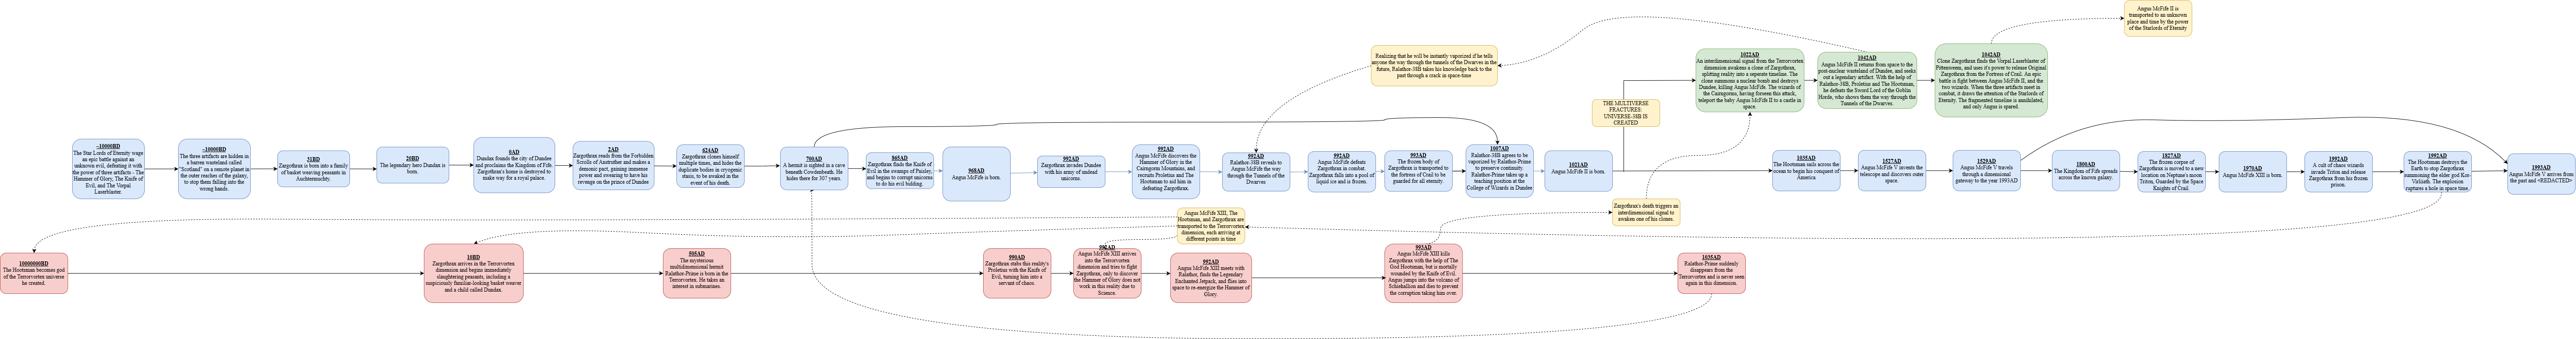 Angus McFife II is
transported to an unknown
place and time by the power
of the Starlords of Eternity
Realizing that he will be instantly vaporized if he tells
anyone the way through the tunnels of the Dwarves in the
future, Ralathor-38B takes his knowledge back to the
past through a crack in space-time
1022AD
An interdimensional signal from the Terrorvortex
dimension awakens a clone of Zargothrax,
splitting reality into a separate timeline. The
clone summons a nuclear bomb and destroys
Dundee, killing Angus McFife. The wizards of
the Cairngorms, having forseen this attack,
teleport the baby Angus McFife II to a castle in
space.
1042AD
Angus McFife II returns from space to the
post-nuclear wasteland of Dundee, and seeks
out a legendary artifact. With the help of
Ralathor-38B, Proletius and The Hootsman,
he defeats the Sword Lord of the Goblin
Horde, who shows them the way through the
Tunnels of the Dwarves.
1042AD
Clone Zargothrax finds the Vorpal Laserblaster of
Pittenweem, and uses it's power to release Original
Zargothrax from the Fortress of Crail. An epic
battle is fight between Angus McFife II, and the
two wizards. When the three artifacts meet in
combat, it draws the attention of the Starlords of
Eternity. The fragmented timeline is annihilated,
and only Angus is spared.
THE MULTIVERSE
FRACTURES:
UNIVERSE-38B IS
CREATED
~10000BD
The Star Lords of Eternity wage
an epic battle against an
unknown evil, defeating it with
the power of three artifacts - The
Hammer of Glory, The Knife of
Evil, and The Vorpal
Laserblaster.
~10000BD
The three artifacts are hidden in
a barren wasteland called
"Scotland" on a remote planet in
the outer reaches of the galaxy,
to stop them falling into the
wrong hands.
31BD
Zargothrax is born into a family
of basket weaving peasants in
Auchtermuchty.
20BD
The legendary hero Dundax is
born.
0AD
Dundax founds the city of Dundee
and proclaims the Kingdom of Fife.
Zargothrax's home is destroyed to
make way for a royal palace.
2AD
Zargothrax reads from the Forbidden
Scrolls of Anstruther and makes a
demonic pact, gaining immense
power and swearing to have his
revenge on the prince of Dundee
624AD
Zargothrax clones himself
multiple times, and hides the
duplicate bodies in cryogenic
stasis, to be awaked in the
event of his death.
700AD
A hermit is sighted in a cave
beneath Cowdenbeath. He
hides there for 307 years.
865AD
Zargothrax finds the Knife of
Evil in the swamps of Paisley,
and begins to corrupt unicorns
to do his evil bidding.
968AD
Angus McFife is born.
992AD
Zargothrax invades Dundee
with his army of undead
unicorns.
992AD
Angus McFife discovers the
Hammer of Glory in the
Cairngorn Mountains, and
recruits Proletius and The
Hootsman to aid him in
defeating Zargothrax.
992AD
Ralathor-38B reveals to
Angus McFife the way
through the Tunnels of the
Dwarves
992AD
Angus McFife defeats
Zargothrax in combat.
Zargothrax falls into a pool of
liquid ice and is frozen.
993AD
The frozen body of
Zargothrax is transported to
the fortress of Crail to be
guarded for all eternity.
1007AD
Ralathor-38B agrees to be
vaporized by Ralathor-Prime
to preserve continuity.
Ralathor-Prime takes up a
teaching position at the
College of Wizards in Dundee
1021AD
Angus McFife II is born.
1035AD
The Hootsman sails across the
ocean to begin his conquest of
America
1527AD
Angus McFife V invents the
telescope and discovers outer
space.
1529AD
Angus McFife V travels
through a dimensional
gateway to the year 1993AD
1800AD
The Kingdom of Fife spreads
across the known galaxy.
1827AD
The frozen corpse of
Zargothrax is moved to a new
location on Neptune's moon
Triton, Guarded by the Space
Knights of Crail.
1970AD
Angus McFife XIII is born.
1992AD
A cult of chaos wizards
invade Triton and release
Zargothrax from his frozen
prison.
1992AD
The Hootsman destroys the
Earth to stop Zargothrax
summoning the elder god Kor-
Virliath. The explosion
ruptures a hole in space time.
1993AD
Angus McFife V arrives from
the past and <REDACTED>
Angus McFife XIII, The
Hootsman, and Zargothrax are
transported to the Terrorvortex
dimension, each arriving at
different points in time
Zargothrax's death triggers an
interdimensional signal to
awaken one of his clones.
10000000BD
The Hootsman becomes god
of the Terrorvortex universe
he created.
10BD
Zargothrax arrives in the Terrorvortex
dimension and begins immediately
slaughtering peasants, including a
suspiciously familiar-looking basket weaver
and a child called Dundax.
505AD
The mysterious
multidimensional hermit
Ralathor-Prime is born in the
Terrorvortex. He takes an
interest in submarines.
990AD
Zargothrax stabs this reality's
Proletius with the Knife of
Evil, turning him into a
servant of chaos.
Angus McFife XIII arrives
into the Terrorvortex
dimension and tries to fight
Zargothrax, only to discover
the Hammer of Glory does not
work in this reality due to
Science.
992AD
Angus McFife XIII meets with
Ralathor, finds the Legendary
Enchanted Jetpack, and flies into
space to re-energize the Hammer of
Glory.
993AD
Angus McFife XIII kills
Zargothrax with the help of The
God Hootsman, but is mortally
wounded by the Knife of Evil.
Angus jumps into the volcano of
Schiehallion and dies to prevent
the corruption taking him over.
1035AD
Ralathor-Prime suddenly
disappears from the
Terrorvortex and is never seen
again in this dimension.